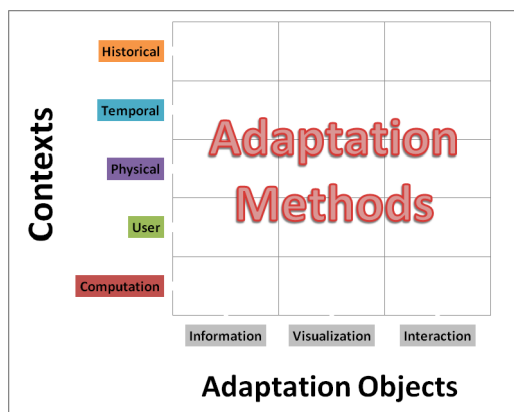 Contexts
Historical
Temporal
Physical
User
Computation
Adaptation
Methods
Information
Visualization
Interaction
Adaptation Objects